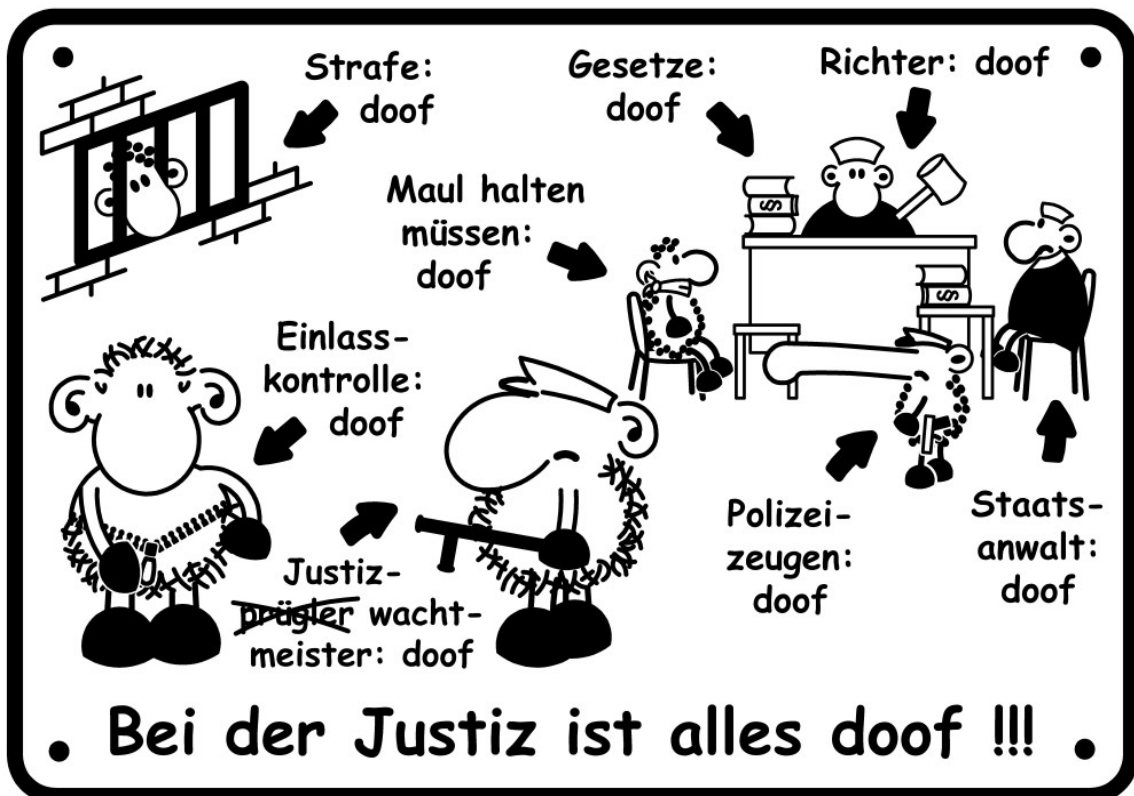 Strafe:
doof
Gesetze:
doof
Richter: doof
Maul halten
müssen:
doof
§
§
Einlass-
kontrolle:
doof
Justiz-
prügler wacht-
meister: doof
Polizei-
zeugen:
doof
Staats-
anwalt:
doof
Bei der Justiz ist alles doof !!!